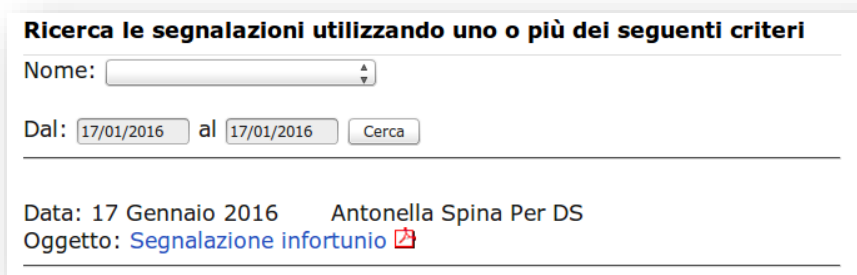 Ricerca le segnalazioni utilizzando uno o più dei seguenti criteri
Nome:
Dal: 17/01/2016 al 17/01/2016 Cerca
Data: 17 Gennaio 2016 Antonella Spina Per DS
Oggetto: Segnalazione infortunio